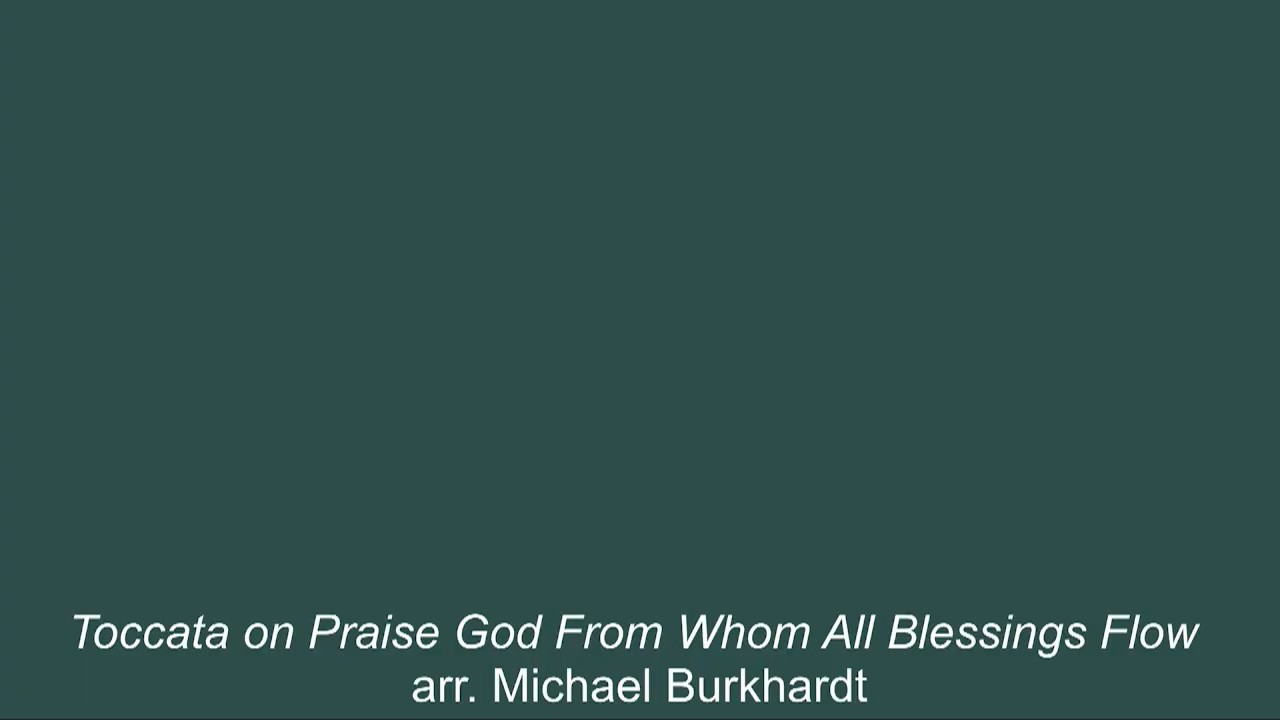 Toccata on Praise God From Whom All Blessings Flow
arr. Michael Burkhardt